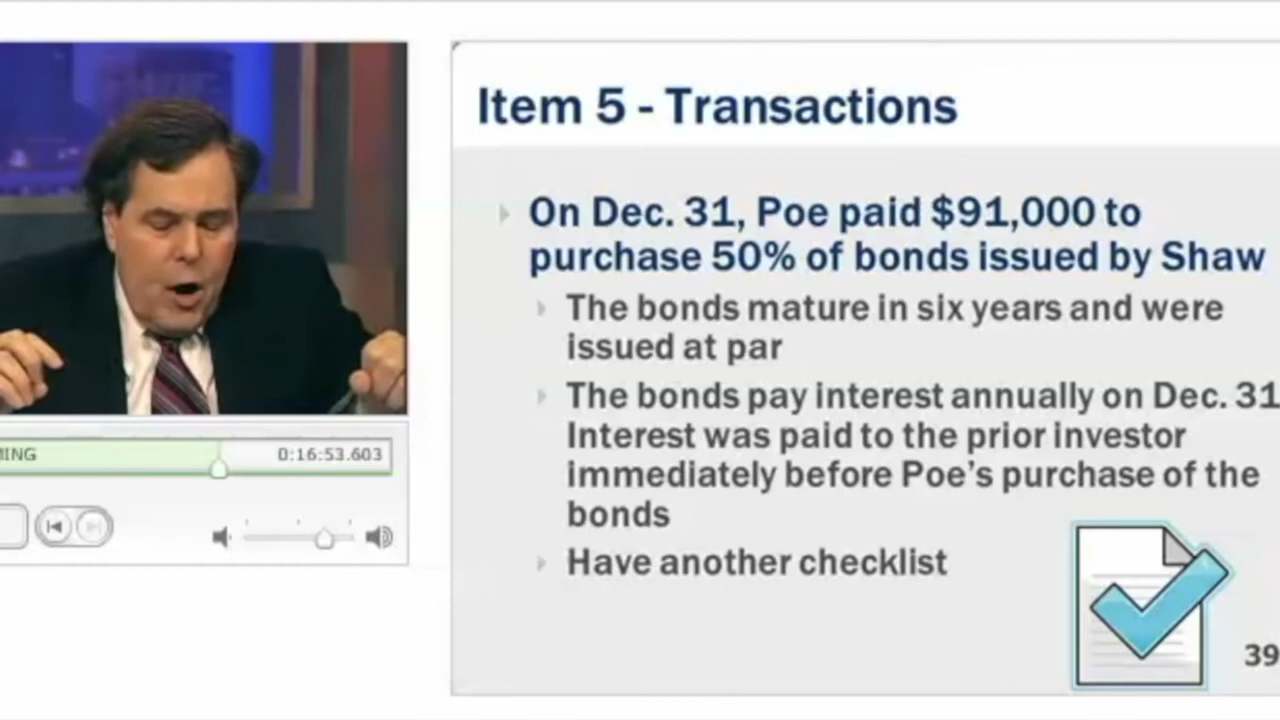 Item 5 - Transactions
On Dec. 31, Poe paid $91,000 to
purchase 50% of bonds issued by Shaw
The bonds mature in six years and were
issued at par
The bonds pay interest annually on Dec. 31
Interest was paid to the prior investor
immediately before Poe's purchase of the
bonds
Have another checklist
39
MING 0:16:53.603